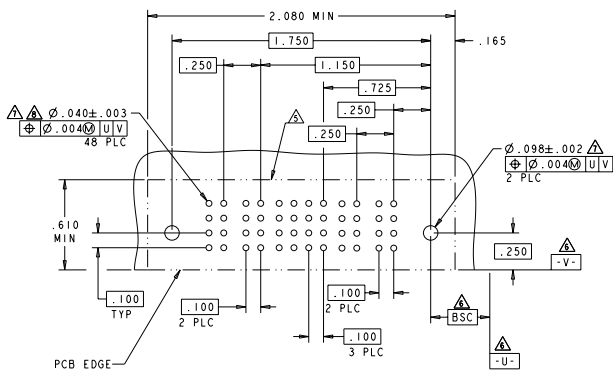 2.080 MIN
1.750
.165
.250
1.150
.725
.250
7 8 Ø.040±.003
⌖ Ø.004Ⓜ U V
48 PLC
5
.250
Ø.098±.002 7
⌖ Ø.004Ⓜ U V
2 PLC
.610
MIN
.250
6
-V-
.100
TYP
.100
2 PLC
.100
2 PLC
6
BSC
.100
3 PLC
PCB EDGE
6
-U-